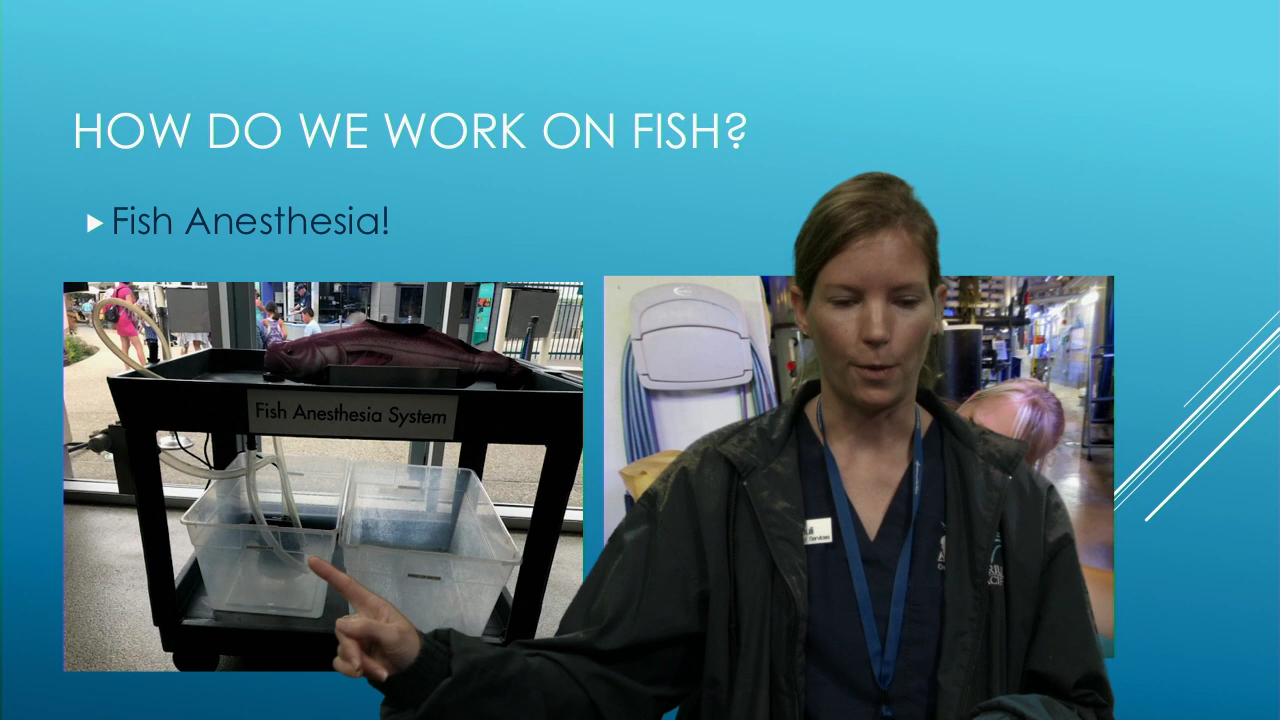 HOW DO WE WORK ON FISH?
Fish Anesthesia!
Fish Anesthesia System